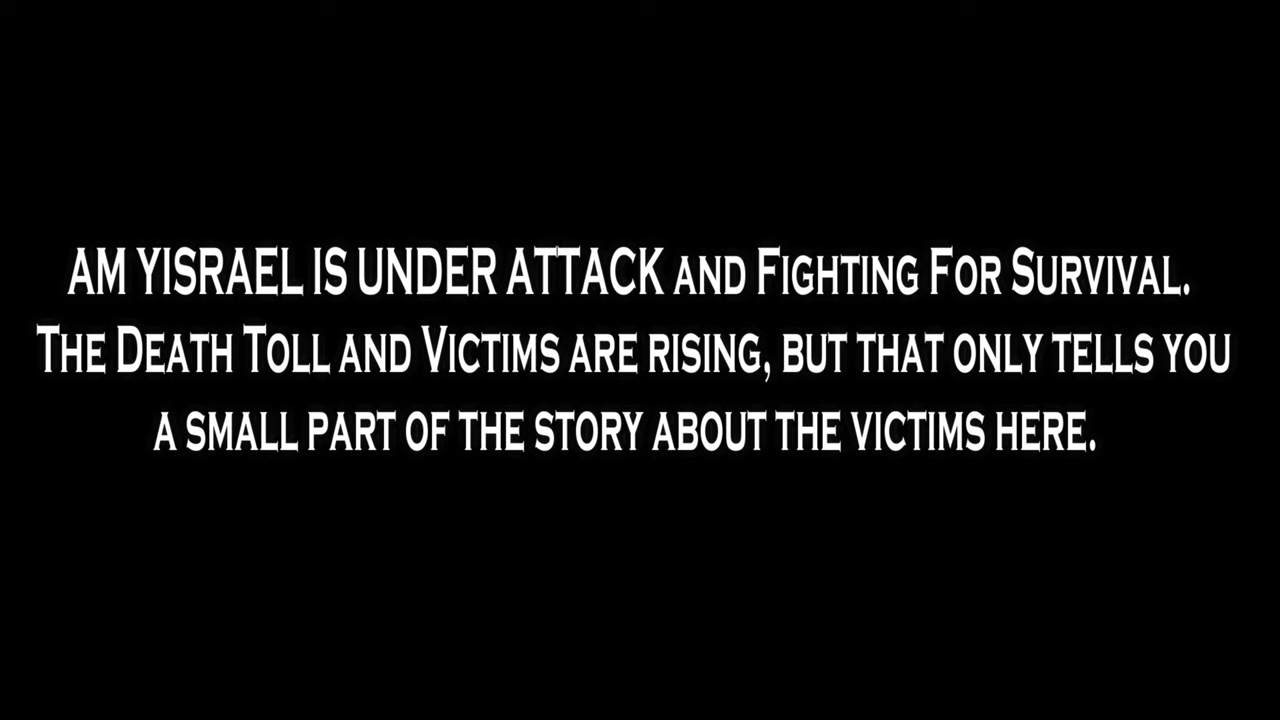 AM YISRAEL IS UNDER ATTACK AND FIGHTING FOR SURVIVAL.
THE DEATH TOLL AND VICTIMS ARE RISING, BUT THAT ONLY TELLS YOU
A SMALL PART OF THE STORY ABOUT THE VICTIMS HERE.